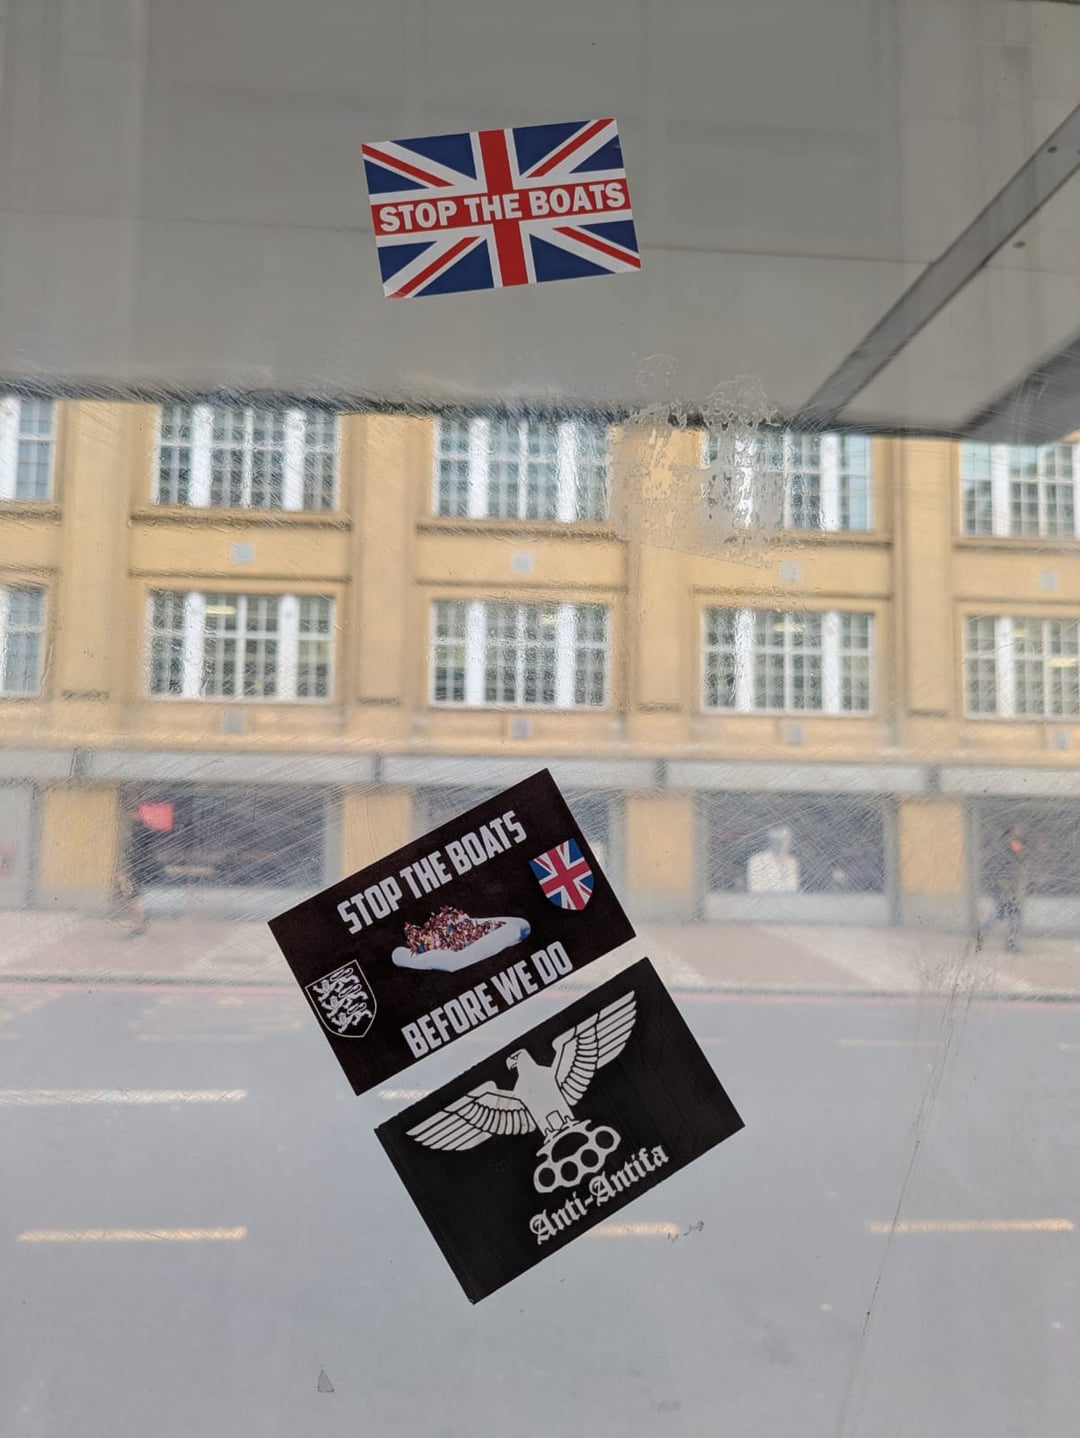 STOP THE BOATS
STOP THE BOATS
BEFORE WE DO
Anti-Antifa